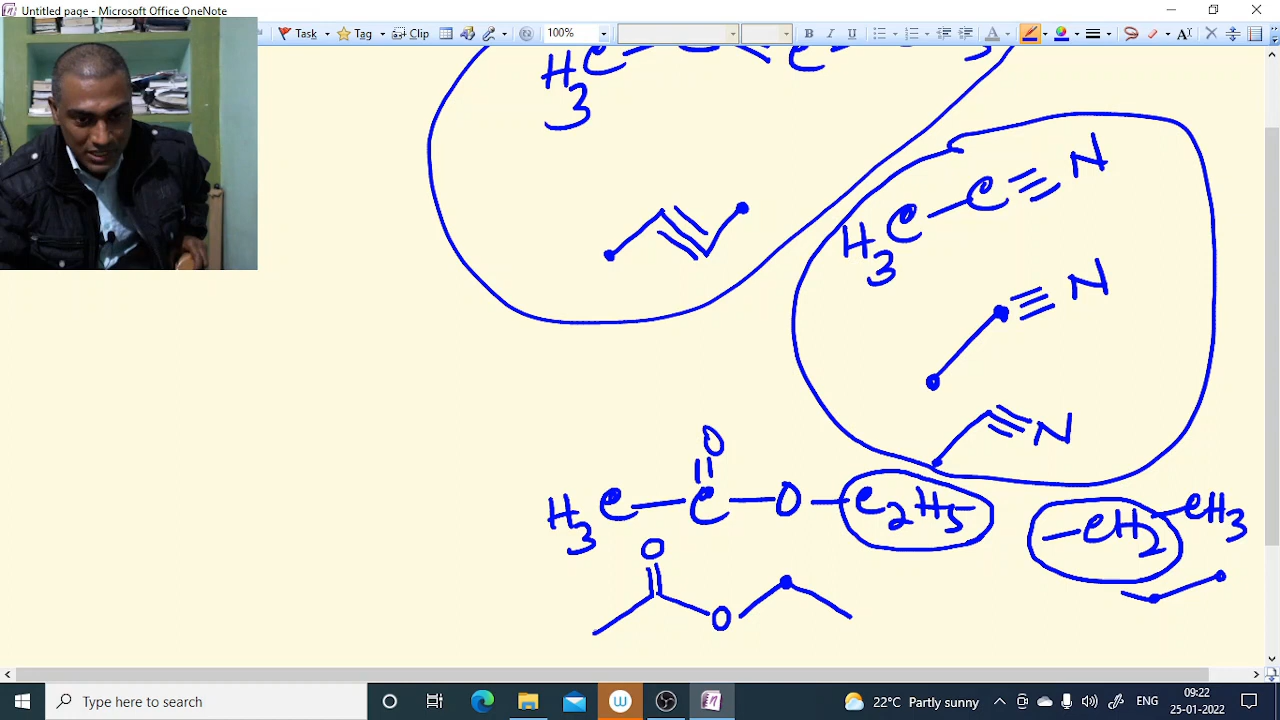 Untitled page - Microsoft Office OneNote
Task Tag Clip 100% B I U
H3C
H3C - C ≡ N
≡ N
≡ N
O
H3C - C - O - C2H5
-CH2-CH3
O
O
Type here to search
22°C Partly sunny
ENG
09:22
25-01-2022